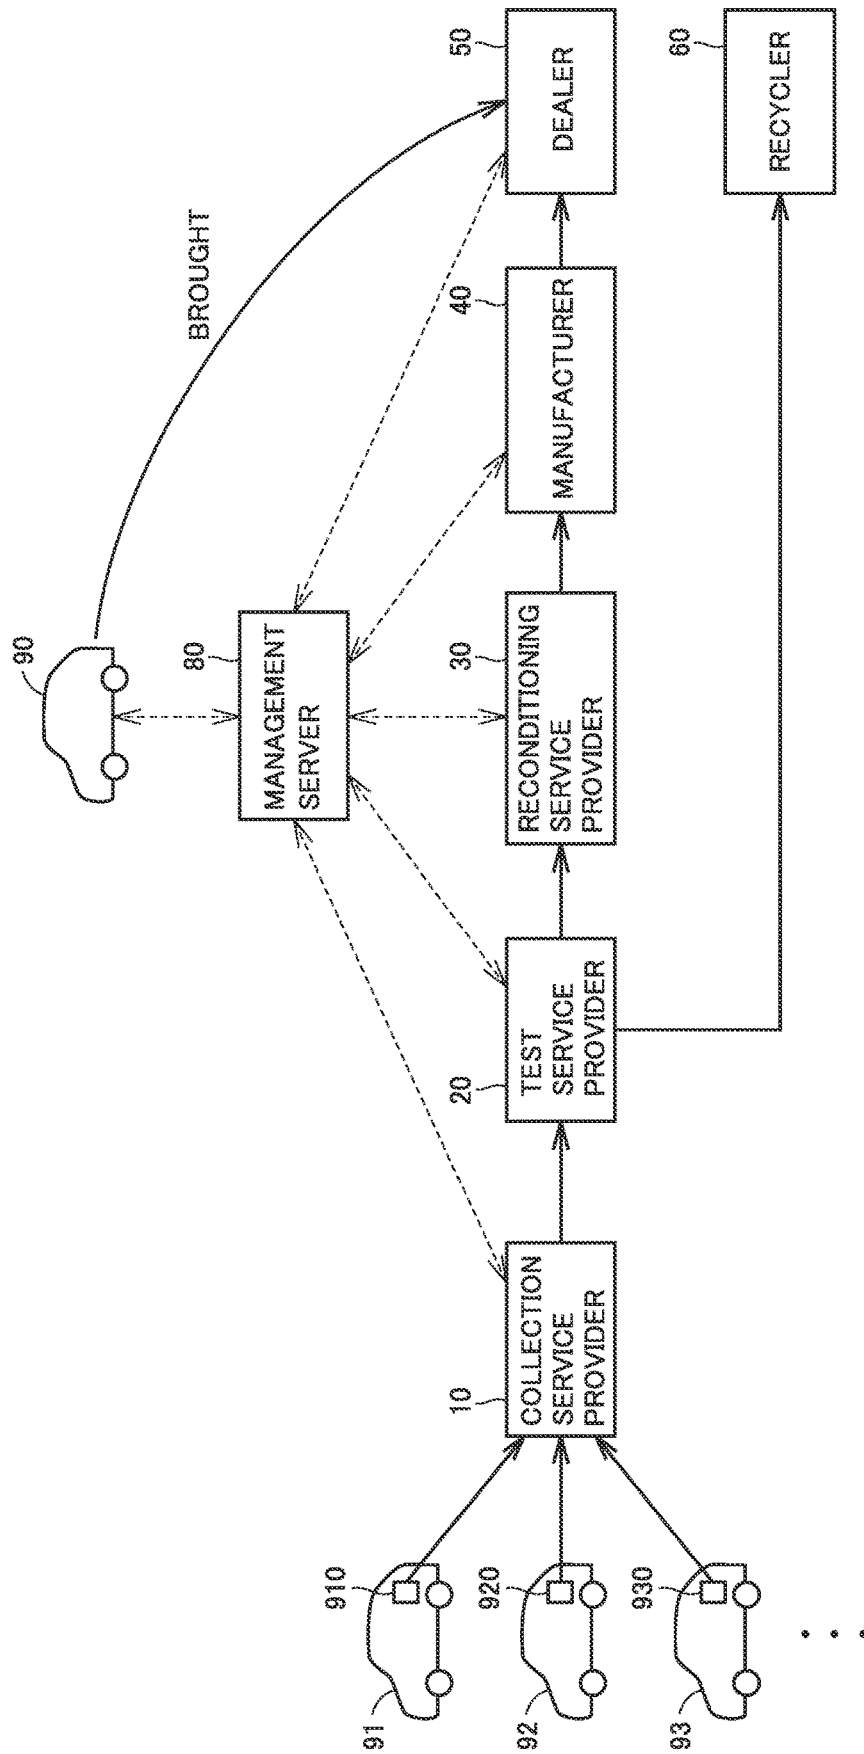 90
BROUGHT
80
MANAGEMENT
SERVER
910
91
920
92
930
93
10
COLLECTION
SERVICE
PROVIDER
20
TEST
SERVICE
PROVIDER
30
RECONDITIONING
SERVICE
PROVIDER
40
MANUFACTURER
50
DEALER
60
RECYCLER